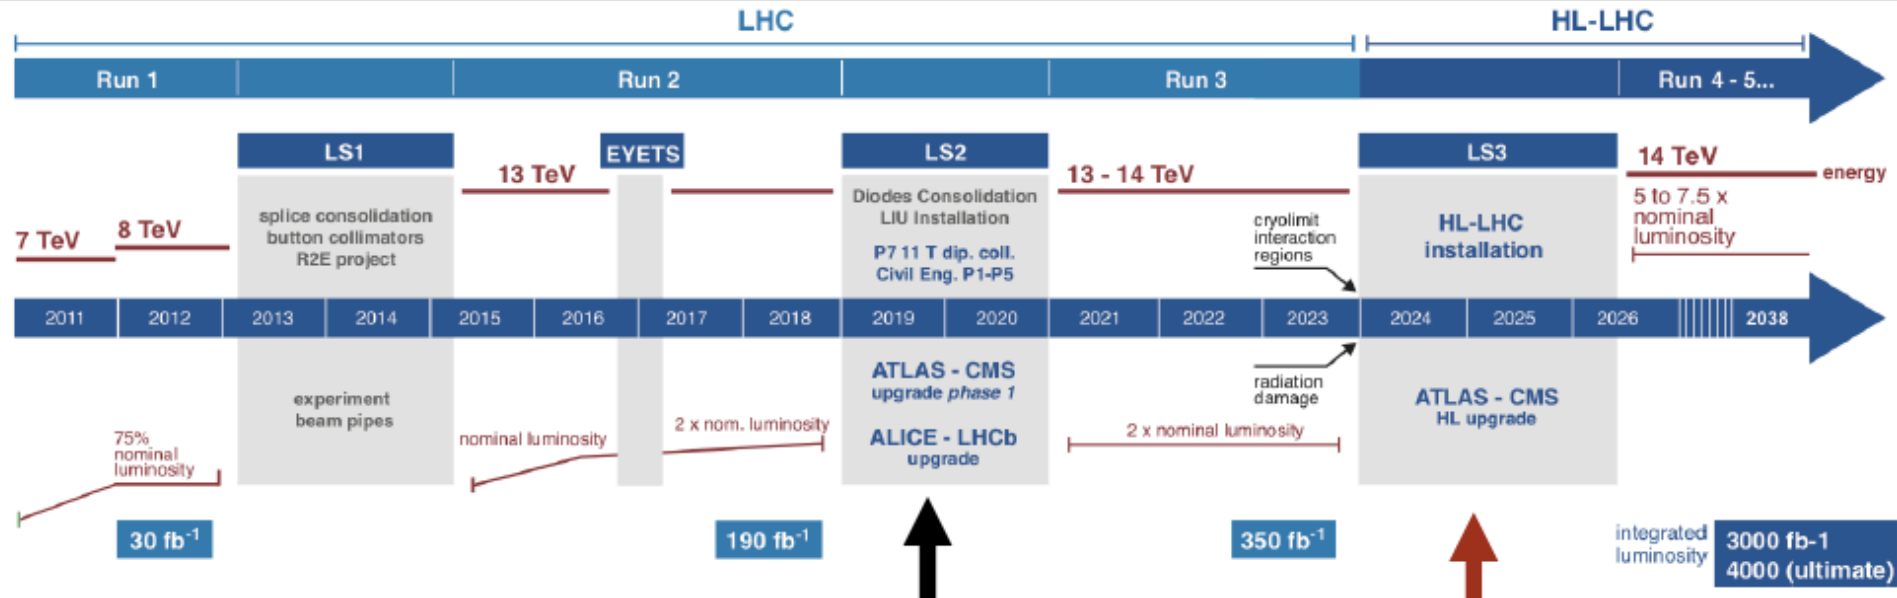 LHC
HL-LHC
Run 1
Run 2
Run 3
Run 4 - 5...
LS1
EYETS
LS2
LS3
14 TeV
energy
13 TeV
13 - 14 TeV
7 TeV
8 TeV
splice consolidation
button collimators
R2E project
Diodes Consolidation
LIU Installation
P7 11 T dip. coll.
Civil Eng. P1-P5
cryolimit
interaction
regions
HL-LHC
installation
5 to 7.5 x
nominal
luminosity
2011
2012
2013
2014
2015
2016
2017
2018
2019
2020
2021
2022
2023
2024
2025
2026
2038
experiment
beam pipes
ATLAS - CMS
upgrade phase 1
ALICE - LHCb
upgrade
radiation
damage
ATLAS - CMS
HL upgrade
75%
nominal
luminosity
nominal luminosity
2 x nom. luminosity
2 x nominal luminosity
30 fb⁻¹
190 fb⁻¹
350 fb⁻¹
integrated
luminosity
3000 fb-1
4000 (ultimate)